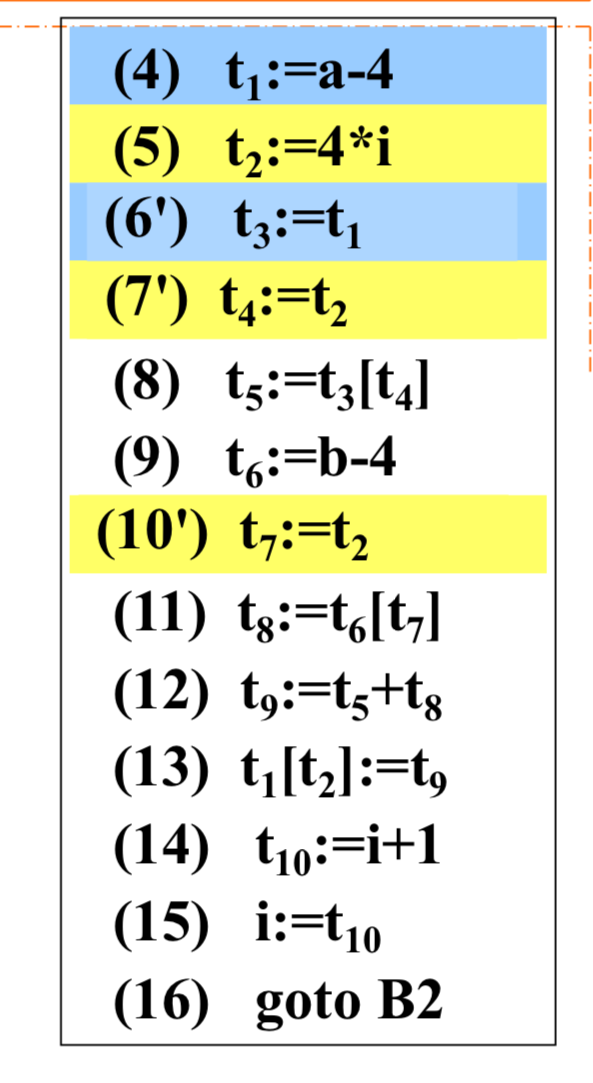 (4) t₁:=a-4
(5) t₂:=4*i
(6') t₃:=t₁
(7') t₄:=t₂
(8) t₅:=t₃[t₄]
(9) t₆:=b-4
(10') t₇:=t₂
(11) t₈:=t₆[t₇]
(12) t₉:=t₅+t₈
(13) t₁[t₂]:=t₉
(14) t₁₀:=i+1
(15) i:=t₁₀
(16) goto B2